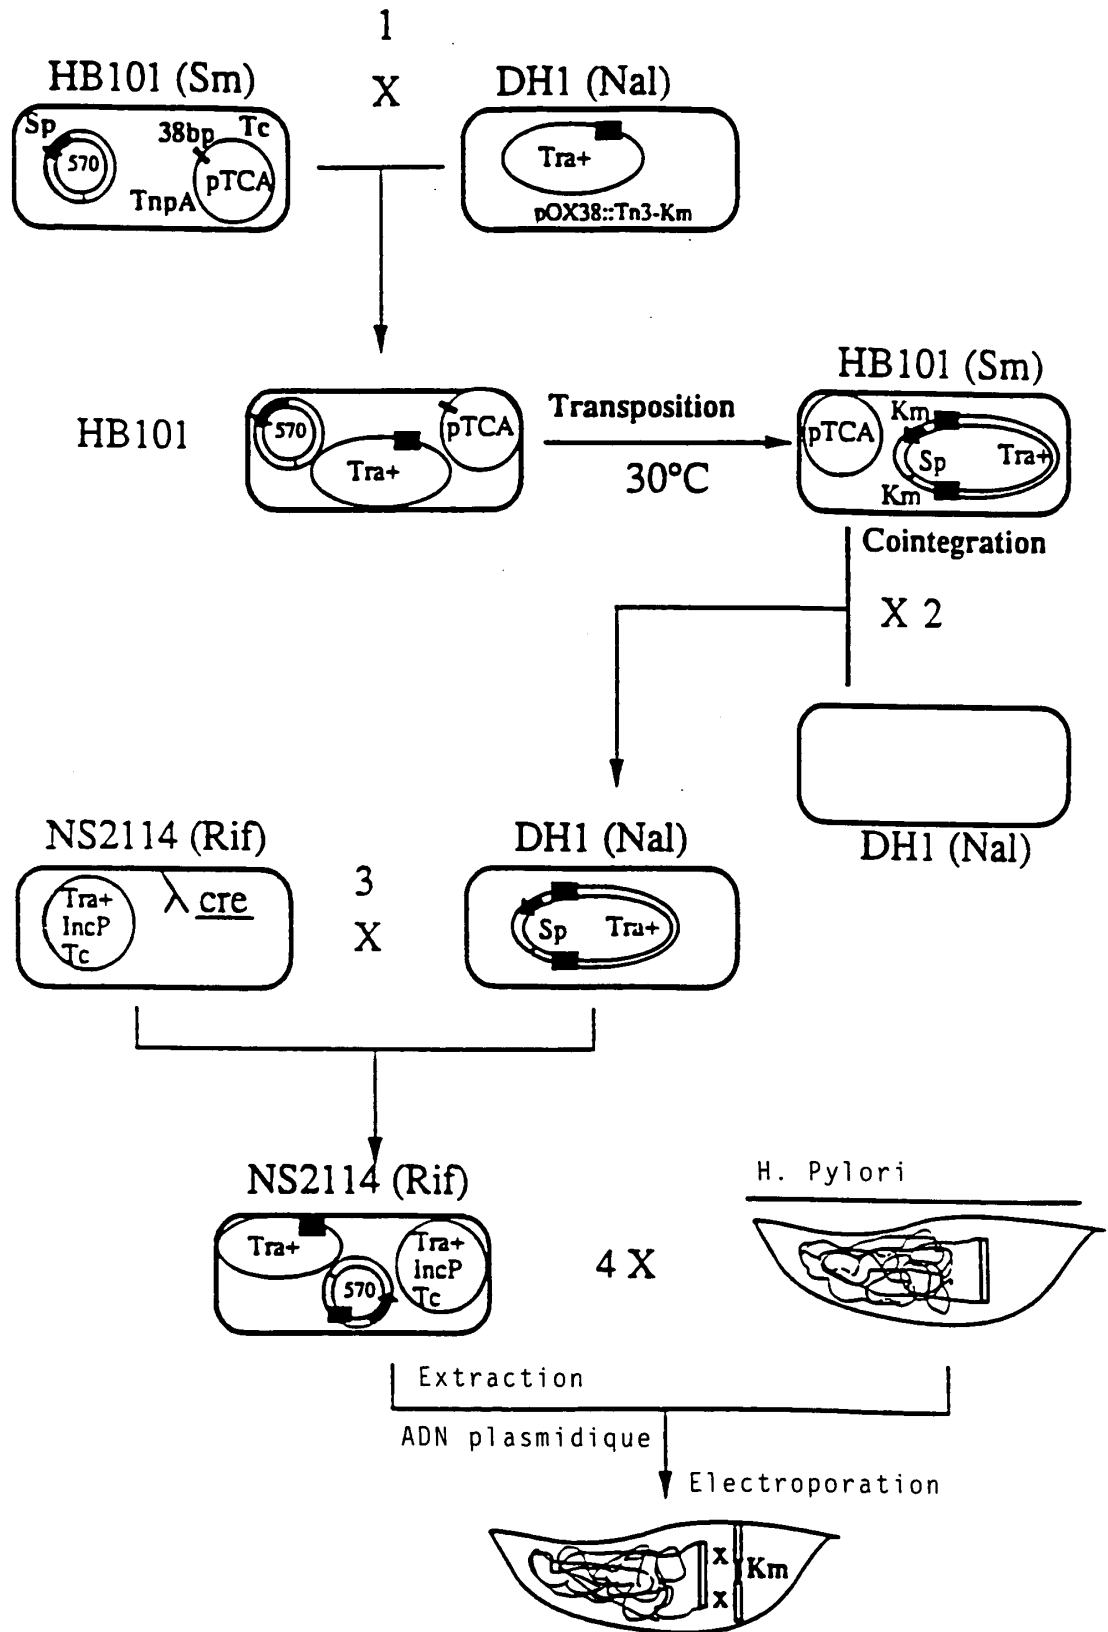 1
HB101 (Sm)
X
DH1 (Nal)
Sp
38bp
Tc
570
TnpA
pTCA
Tra+
pOX38::Tn3-Km
HB101 (Sm)
HB101
570
Tra+
pTCA
Transposition
30°C
pTCA
Km
Sp
Tra+
Km
Cointegration
X 2
DH1 (Nal)
NS2114 (Rif)
3
X
DH1 (Nal)
Tra+
IncP
Tc
λ cre
Sp
Tra+
NS2114 (Rif)
H. Pylori
Tra+
570
Tra+
IncP
Tc
4 X
Extraction
ADN plasmidique
Electroporation
X
X
Km